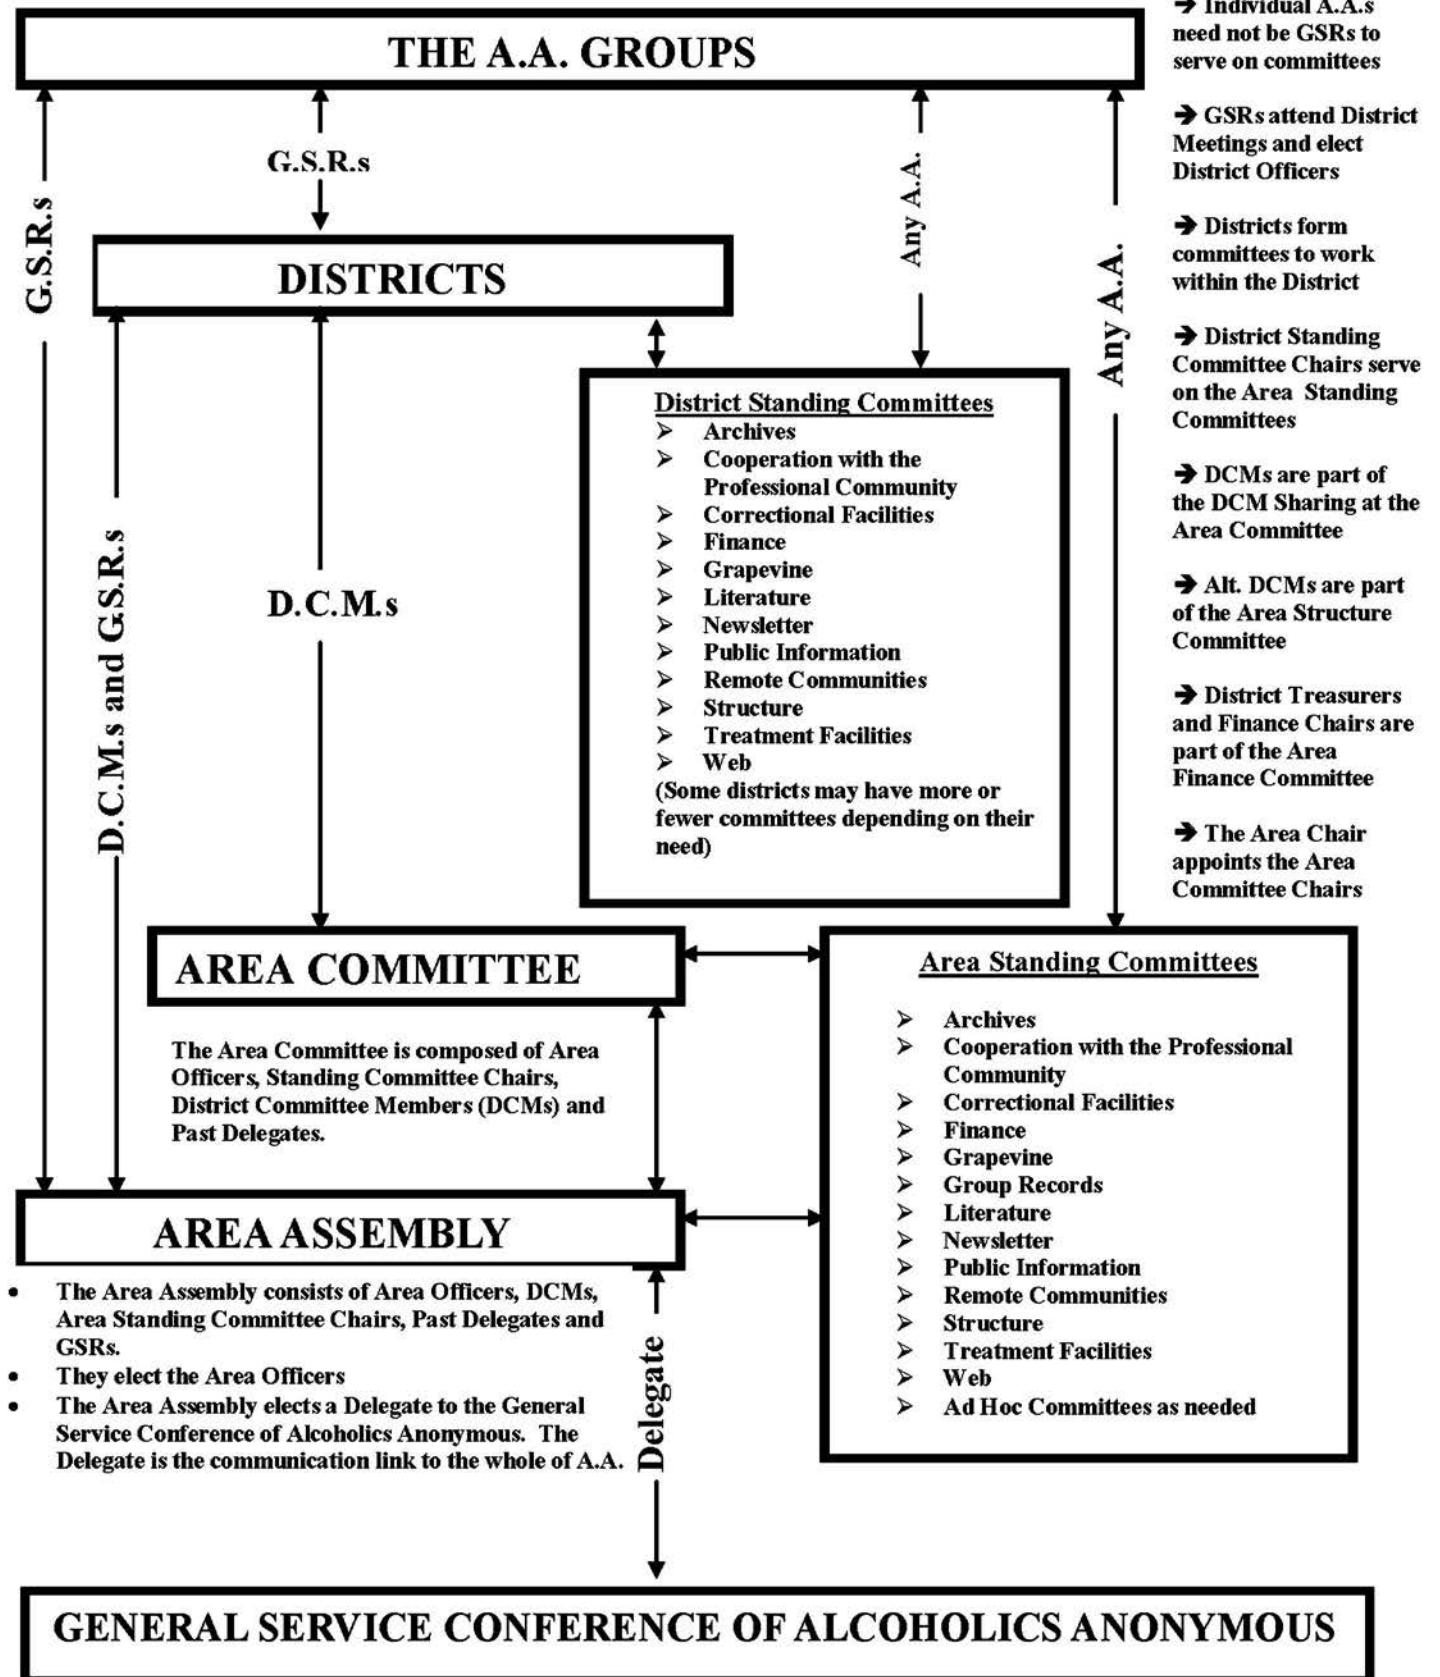 THE A.A. GROUPS
➔ Individual A.A.s
need not be GSRs to
serve on committees
➔ GSRs attend District
Meetings and elect
District Officers
➔ Districts form
committees to work
within the District
➔ District Standing
Committee Chairs serve
on the Area Standing
Committees
➔ DCMs are part of
the DCM Sharing at the
Area Committee
➔ Alt. DCMs are part
of the Area Structure
Committee
➔ District Treasurers
and Finance Chairs are
part of the Area
Finance Committee
➔ The Area Chair
appoints the Area
Committee Chairs
G.S.R.s
G.S.R.s
Any A.A.
Any A.A.
DISTRICTS
D.C.M.s and G.S.R.s
D.C.M.s
District Standing Committees
➢ Archives
➢ Cooperation with the
Professional Community
➢ Correctional Facilities
➢ Finance
➢ Grapevine
➢ Literature
➢ Newsletter
➢ Public Information
➢ Remote Communities
➢ Structure
➢ Treatment Facilities
➢ Web
(Some districts may have more or
fewer committees depending on their
need)
AREA COMMITTEE
The Area Committee is composed of Area
Officers, Standing Committee Chairs,
District Committee Members (DCMs) and
Past Delegates.
Area Standing Committees
➢ Archives
➢ Cooperation with the Professional
Community
➢ Correctional Facilities
➢ Finance
➢ Grapevine
➢ Group Records
➢ Literature
➢ Newsletter
➢ Public Information
➢ Remote Communities
➢ Structure
➢ Treatment Facilities
➢ Web
➢ Ad Hoc Committees as needed
AREA ASSEMBLY
• The Area Assembly consists of Area Officers, DCMs,
Area Standing Committee Chairs, Past Delegates and
GSRs.
• They elect the Area Officers
• The Area Assembly elects a Delegate to the General
Service Conference of Alcoholics Anonymous. The
Delegate is the communication link to the whole of A.A.
Delegate
GENERAL SERVICE CONFERENCE OF ALCOHOLICS ANONYMOUS